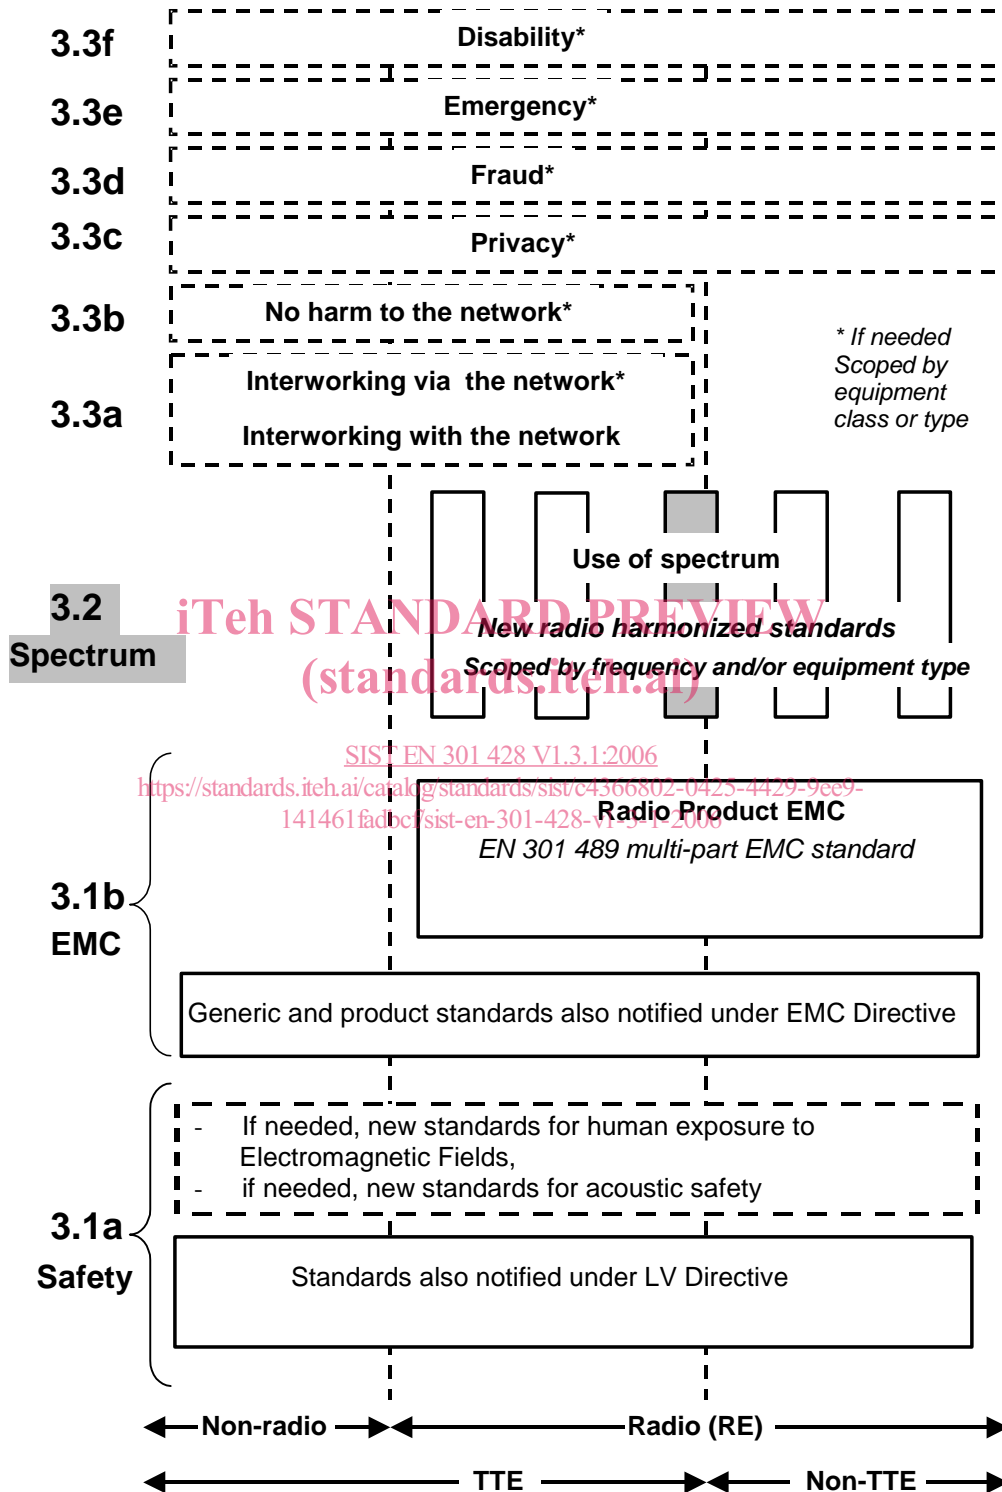 3.3f
Disability*
3.3e
Emergency*
3.3d
Fraud*
3.3c
Privacy*
3.3b
No harm to the network*
* If needed
Scoped by
equipment
class or type
3.3a
Interworking via the network*
Interworking with the network
Use of spectrum
3.2
Spectrum
iTeh STANDARD PREVIEW
New radio harmonized standards
(standards.iteh.ai)
Scoped by frequency and/or equipment type
SIST EN 301 428 V1.3.1:2006
https://standards.iteh.ai/catalog/standards/sist/c4366802-0425-4429-9ee9-
141461fadbcf/sist-en-301-428-v1-3-1-2006
Radio Product EMC
EN 301 489 multi-part EMC standard
3.1b
EMC
Generic and product standards also notified under EMC Directive
- If needed, new standards for human exposure to
Electromagnetic Fields,
- if needed, new standards for acoustic safety
3.1a
Safety
Standards also notified under LV Directive
Non-radio
Radio (RE)
TTE
Non-TTE